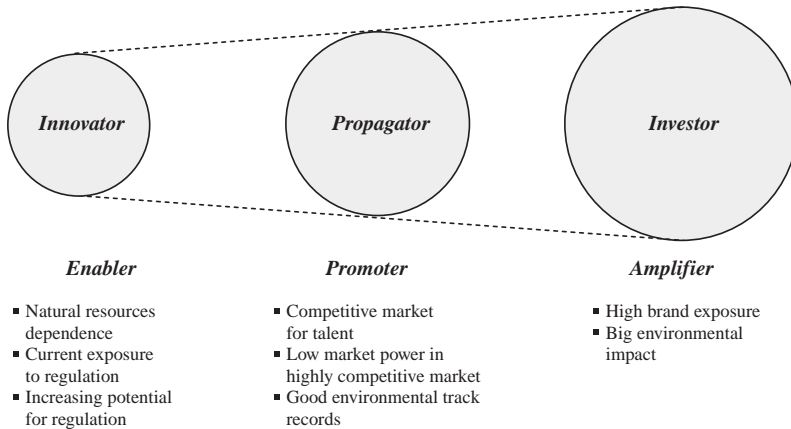 Innovator
Propagator
Investor
Enabler
Promoter
Amplifier
▪ Natural resources
dependence
▪ Current exposure
to regulation
▪ Increasing potential
for regulation
▪ Competitive market
for talent
▪ Low market power in
highly competitive market
▪ Good environmental track
records
▪ High brand exposure
▪ Big environmental
impact